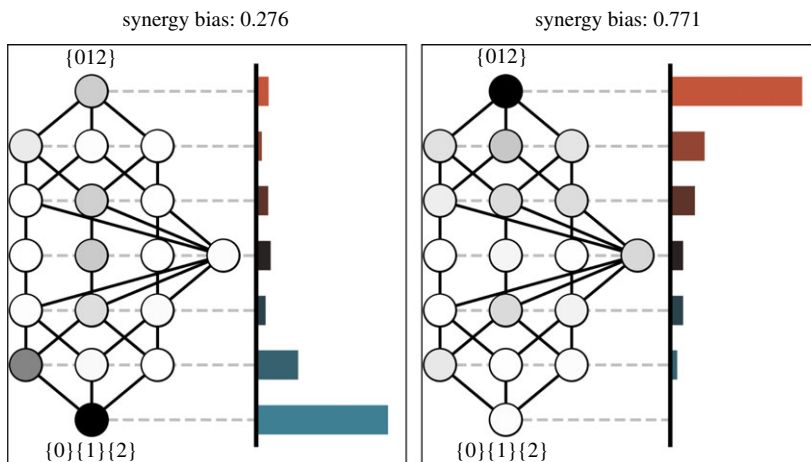 synergy bias: 0.276
synergy bias: 0.771
{012}
{012}
{0}{1}{2}
{0}{1}{2}